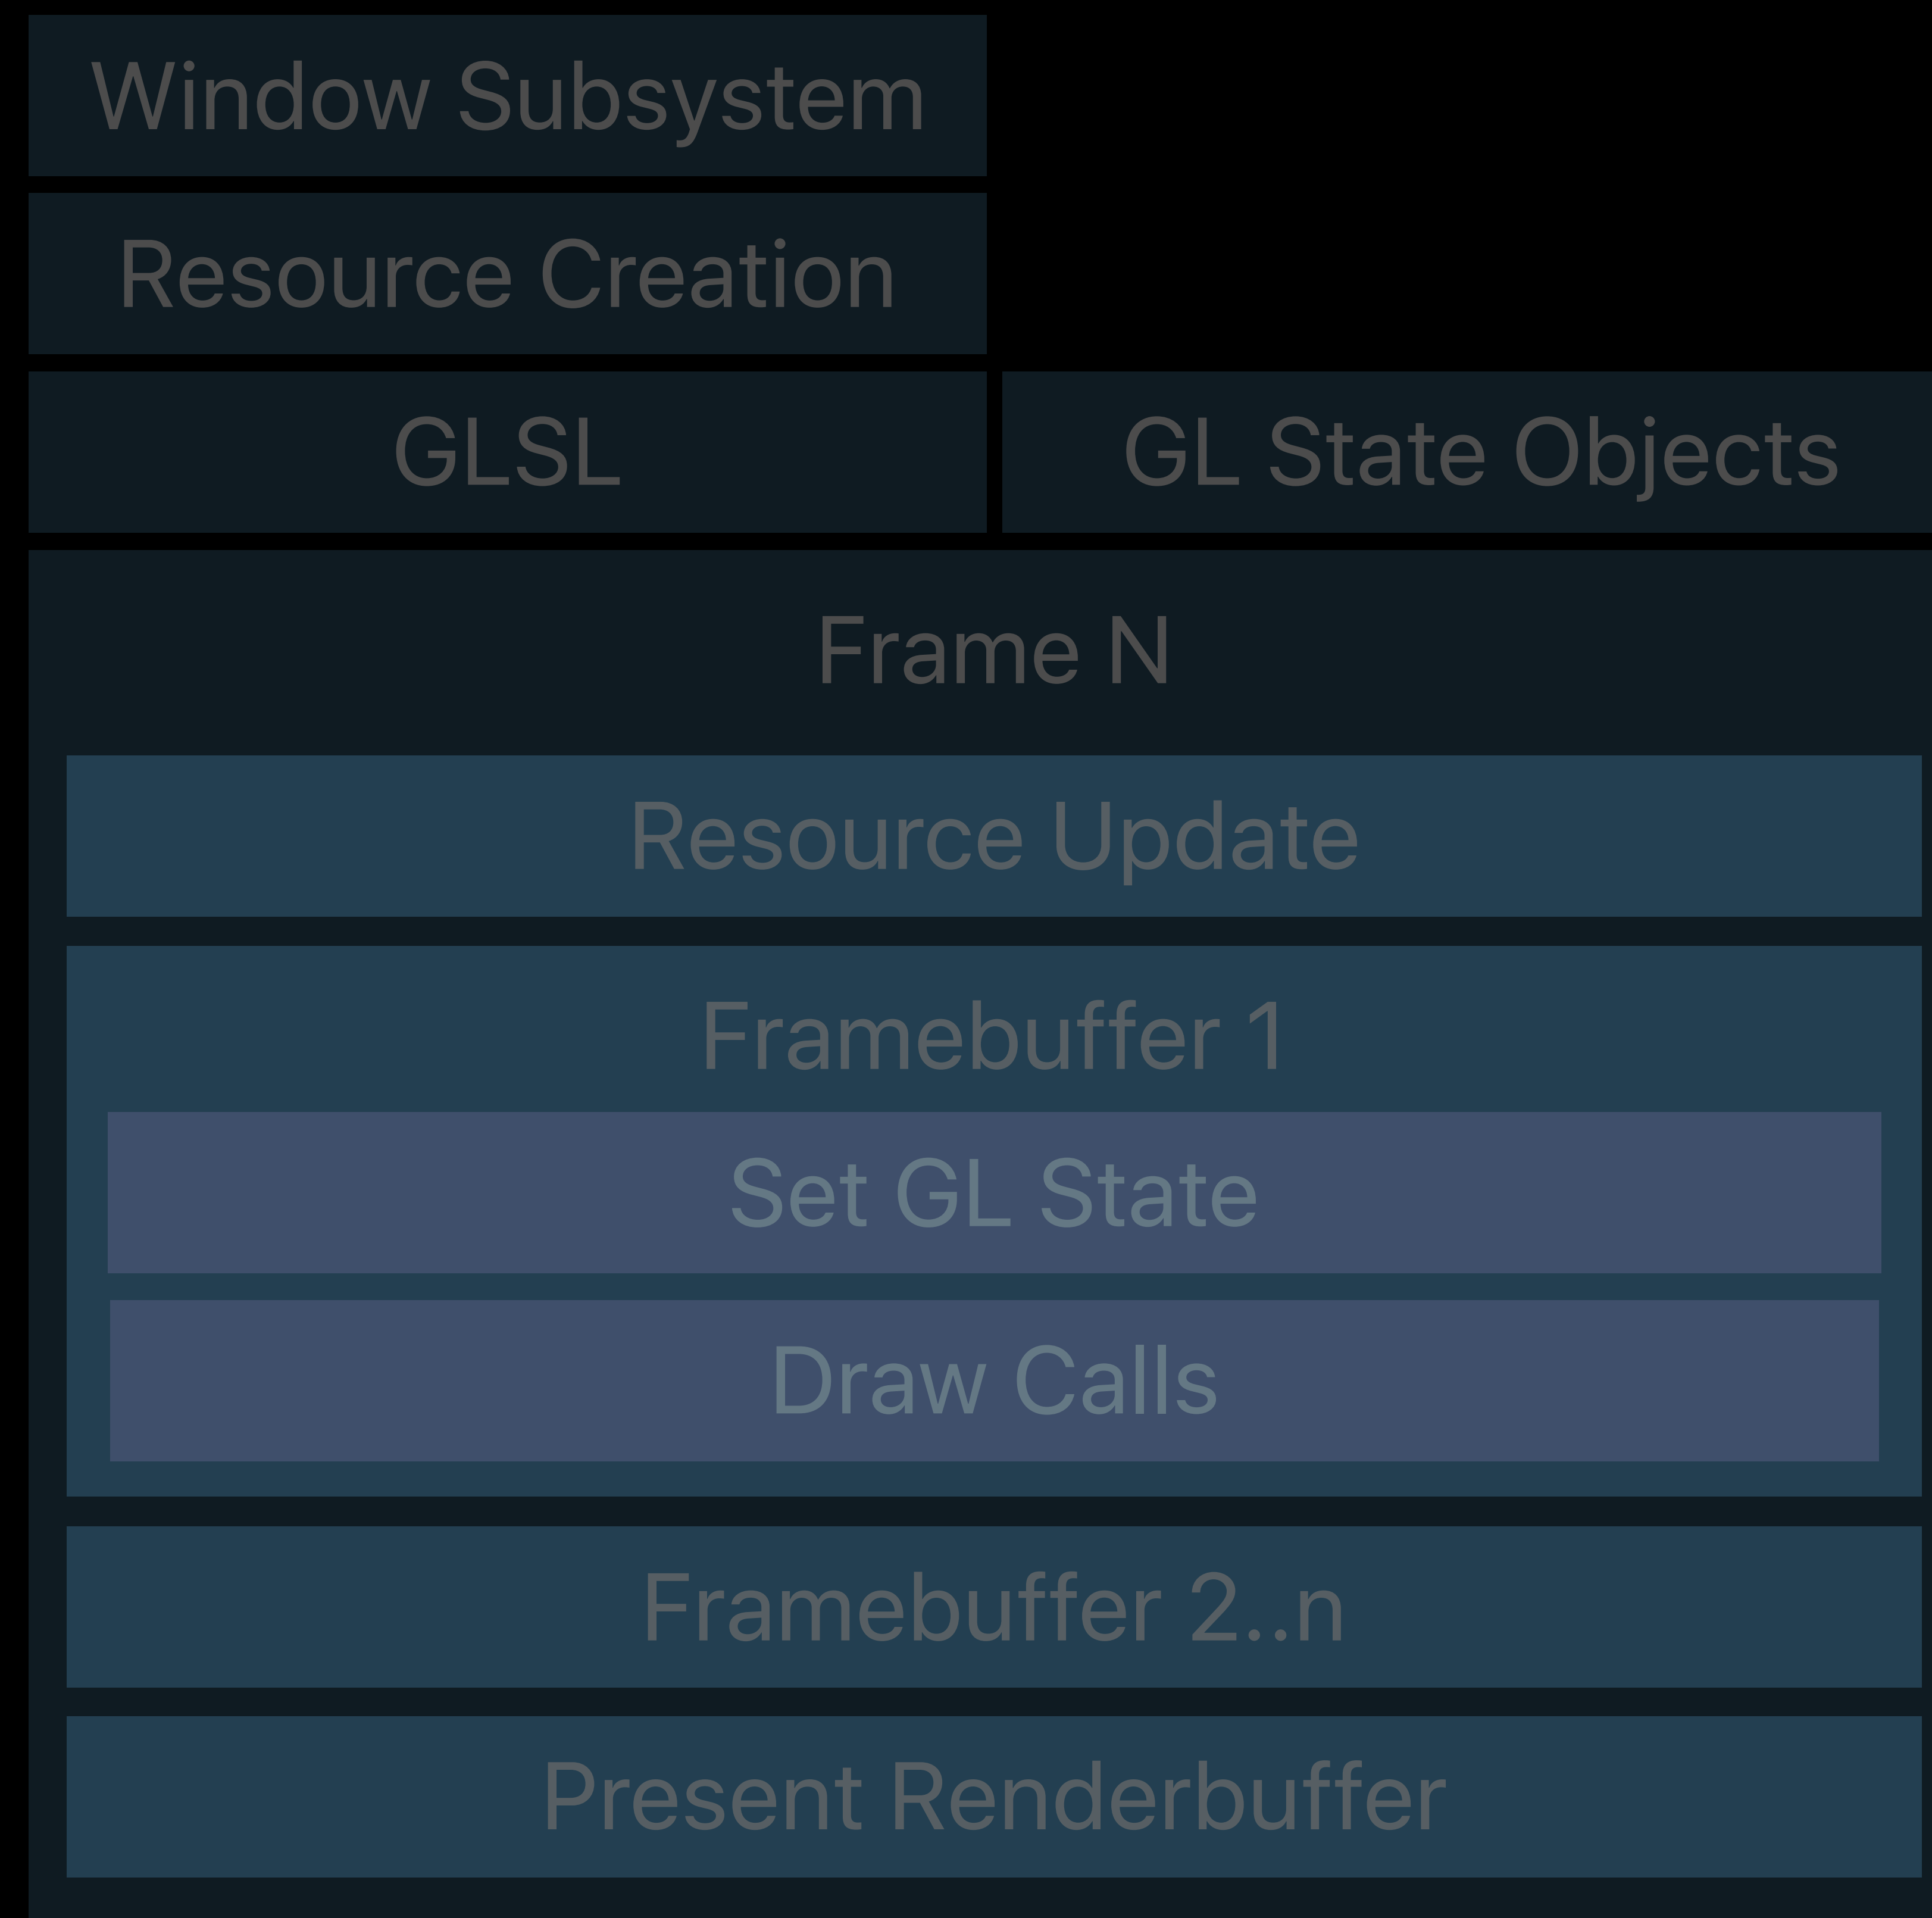 Window Subsystem
Resource Creation
GLSL
GL State Objects
Frame N
Resource Update
Framebuffer 1
Set GL State
Draw Calls
Framebuffer 2..n
Present Renderbuffer